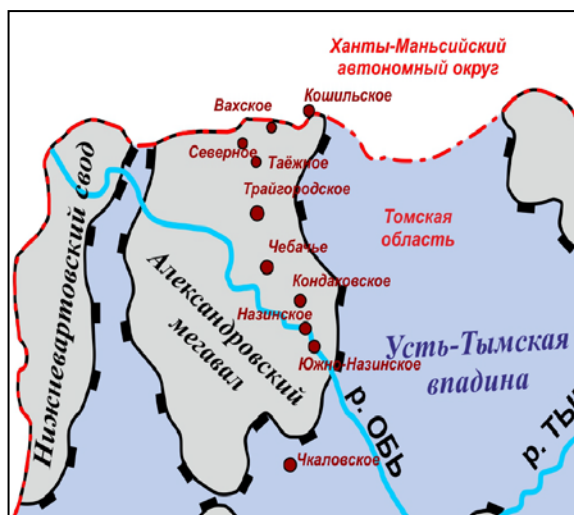 Ханты-Маньсийский
автономный округ
Кошильское
Вахское
Северное
Таёжное
Трайгородское
Томская
область
Чебачье
Кондаковское
Назинское
Южно-Назинское
Нижневартовский свод
Александровский
мегавал
Усть-Тымская
впадина
р. ОБЬ
р. ТЫ
Чкаловское